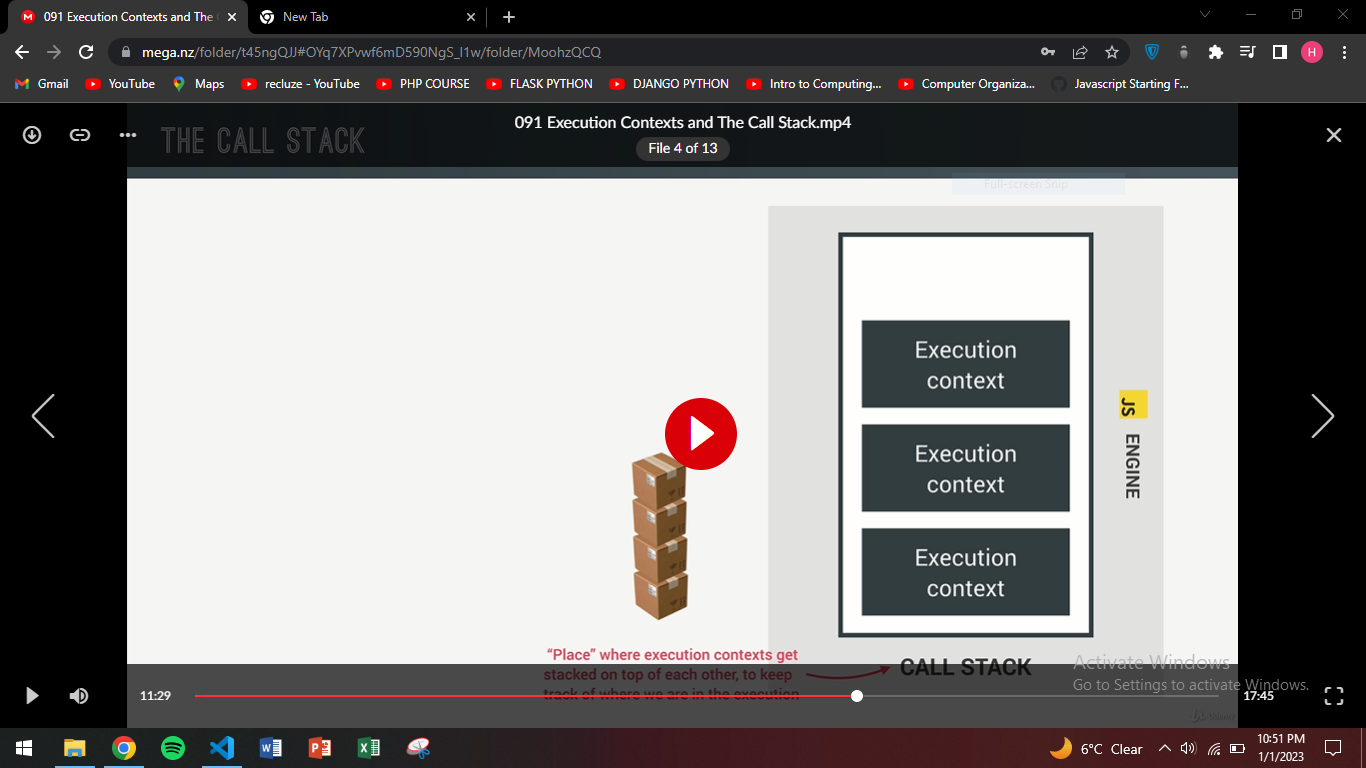 091 Execution Contexts and The
New Tab
mega.nz/folder/t45ngQJJ#OYq7XPvwf6mD590NgS_I1w/folder/MoohzQCQ
H
Gmail
YouTube
Maps
recluze - YouTube
PHP COURSE
FLASK PYTHON
DJANGO PYTHON
Intro to Computing...
Computer Organiza...
Javascript Starting F...
THE CALL STACK
091 Execution Contexts and The Call Stack.mp4
File 4 of 13
Full-screen Snip
Execution
context
Execution
context
Execution
context
JS ENGINE
“Place” where execution contexts get
stacked on top of each other, to keep
track of where we are in the execution
CALL STACK
Activate Windows
Go to Settings to activate Windows.
11:29
17:45
6°C Clear
10:51 PM
1/1/2023